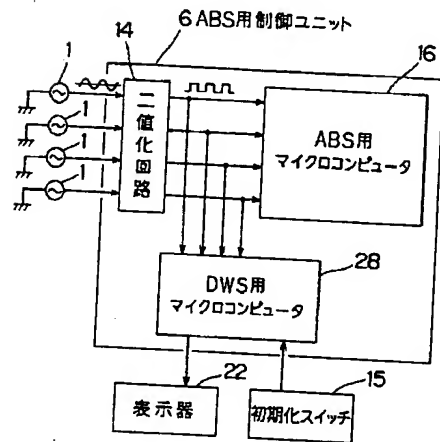 6 ABS用制御ユニット
14
16
1
1
1
1
二値化回路
ABS用
マイクロコンピュータ
28
DWS用
マイクロコンピュータ
22
15
表示器
初期化スイッチ